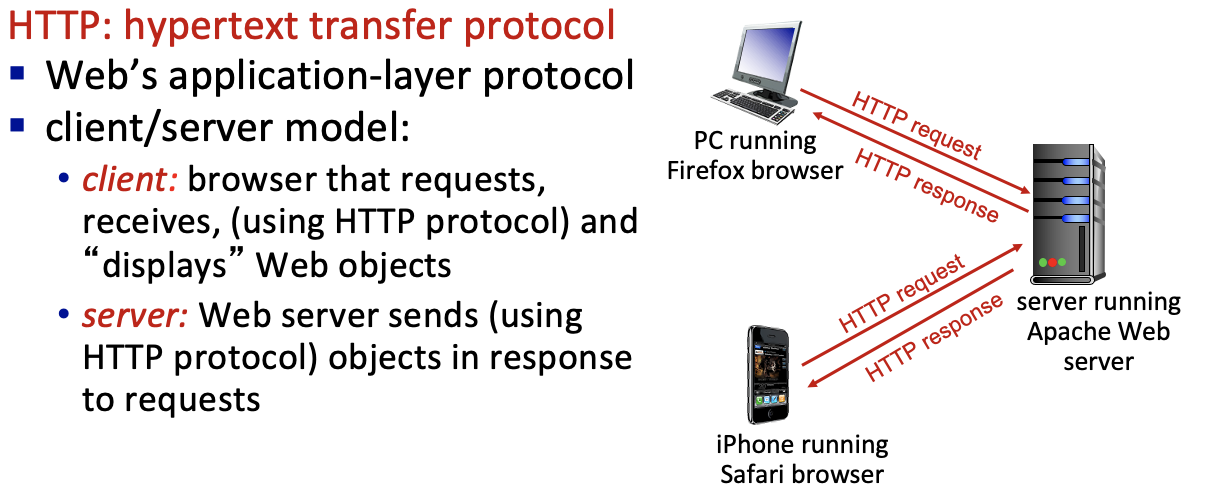 HTTP: hypertext transfer protocol
▪ Web’s application-layer protocol
▪ client/server model:
• client: browser that requests,
receives, (using HTTP protocol) and
“displays” Web objects
• server: Web server sends (using
HTTP protocol) objects in response
to requests
PC running
Firefox browser
HTTP request
HTTP response
HTTP request
HTTP response
server running
Apache Web
server
iPhone running
Safari browser